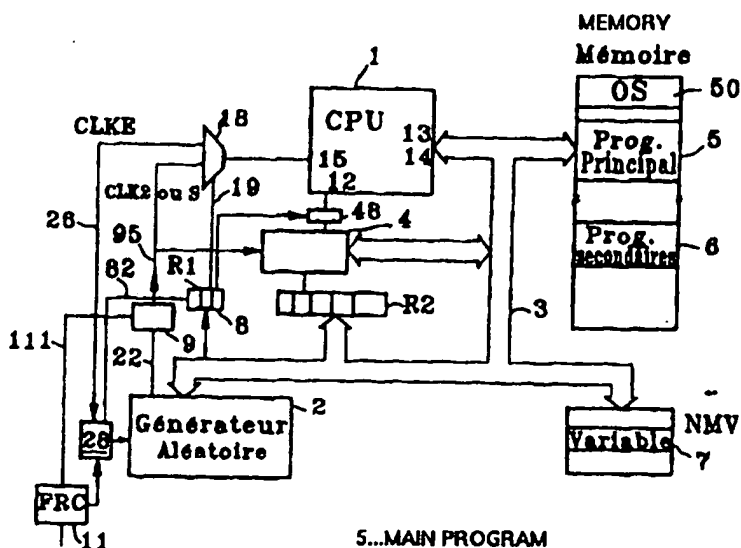 MEMORY
Mémoire
1
OS
50
18
CLKE
CPU
13
14
15
12
Prog.
Principal
5
CLK2 ou S
19
48
26
4
95
82
R1
8
R2
Prog.
secondaires
6
3
111
9
22
2
Générateur
Aléatoire
28
NMV
Variable
7
FRC
11
5...MAIN PROGRAM